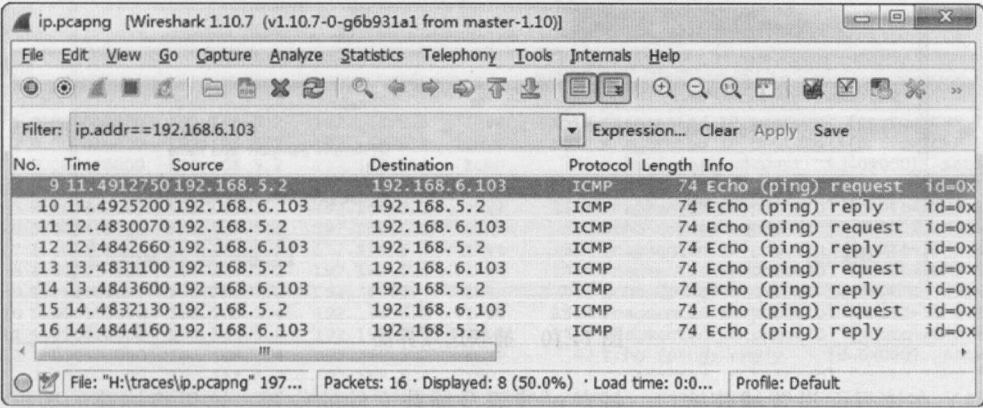 ip.pcapng [Wireshark 1.10.7 (v1.10.7-0-g6b931a1 from master-1.10)]
File Edit View Go Capture Analyze Statistics Telephony Tools Internals Help
Filter: ip.addr==192.168.6.103 Expression... Clear Apply Save
No. Time Source Destination Protocol Length Info
9 11.4912750 192.168.5.2 192.168.6.103 ICMP 74 Echo (ping) request id=0x
10 11.4925200 192.168.6.103 192.168.5.2 ICMP 74 Echo (ping) reply id=0x
11 12.4830070 192.168.5.2 192.168.6.103 ICMP 74 Echo (ping) request id=0x
12 12.4842660 192.168.6.103 192.168.5.2 ICMP 74 Echo (ping) reply id=0x
13 13.4831100 192.168.5.2 192.168.6.103 ICMP 74 Echo (ping) request id=0x
14 13.4843600 192.168.6.103 192.168.5.2 ICMP 74 Echo (ping) reply id=0x
15 14.4832130 192.168.5.2 192.168.6.103 ICMP 74 Echo (ping) request id=0x
16 14.4844160 192.168.6.103 192.168.5.2 ICMP 74 Echo (ping) reply id=0x
File: "H:\traces\ip.pcapng" 197... Packets: 16 · Displayed: 8 (50.0%) · Load time: 0:0... Profile: Default